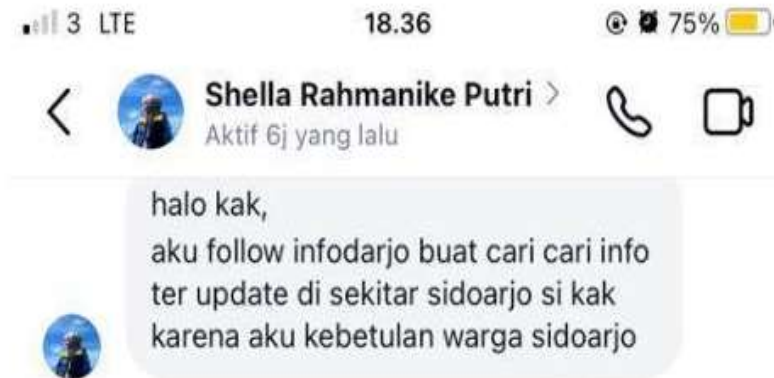 3 LTE 18.36 75%
Shella Rahmanike Putri >
Aktif 6j yang lalu
halo kak,
aku follow infodarjo buat cari cari info
ter update di sekitar sidoarjo si kak
karena aku kebetulan warga sidoarjo